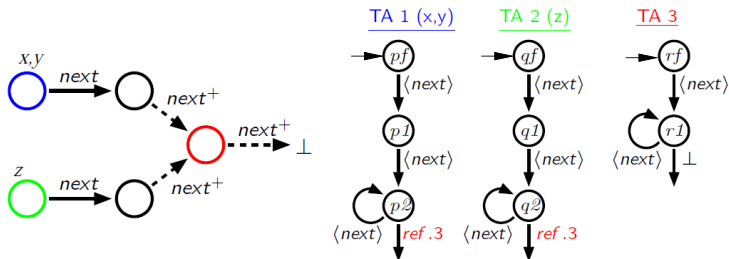 TA 1 (x,y) TA 2 (z) TA 3
x,y
next
next⁺
next⁺
⊥
z
next
next⁺
pf
⟨next⟩
p1
⟨next⟩
p2
⟨next⟩
ref.3
qf
⟨next⟩
q1
⟨next⟩
q2
⟨next⟩
ref.3
rf
⟨next⟩
r1
⟨next⟩
⊥